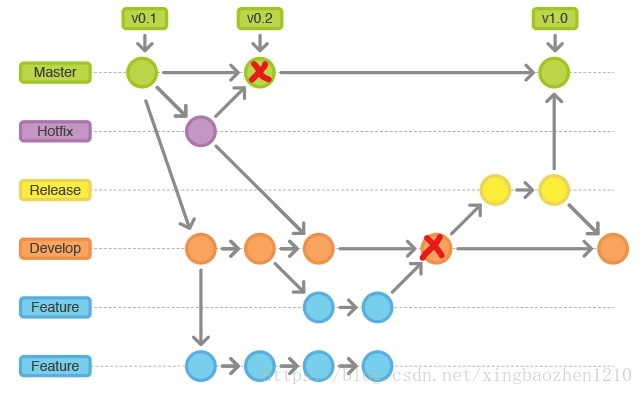 v0.1 v0.2 v1.0
Master
Hotfix
Release
Develop
Feature
Feature
https://blog.csdn.net/xingbaozhen1210